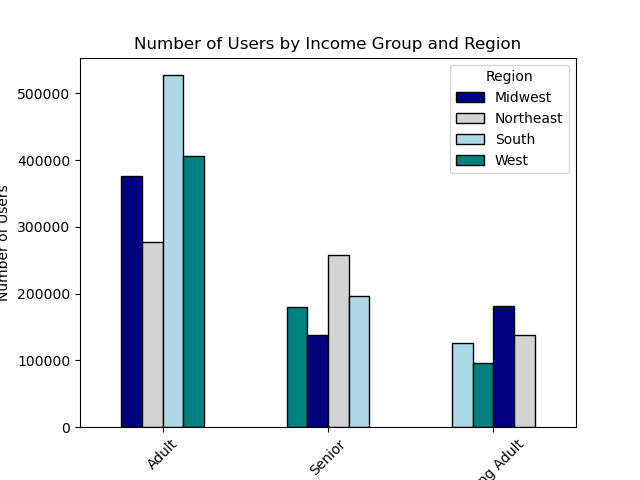 Number of Users by Income Group and Region
Region
Midwest
Northeast
South
West
Number of Users
500000
400000
300000
200000
100000
0
Adult
Senior
ng Adult